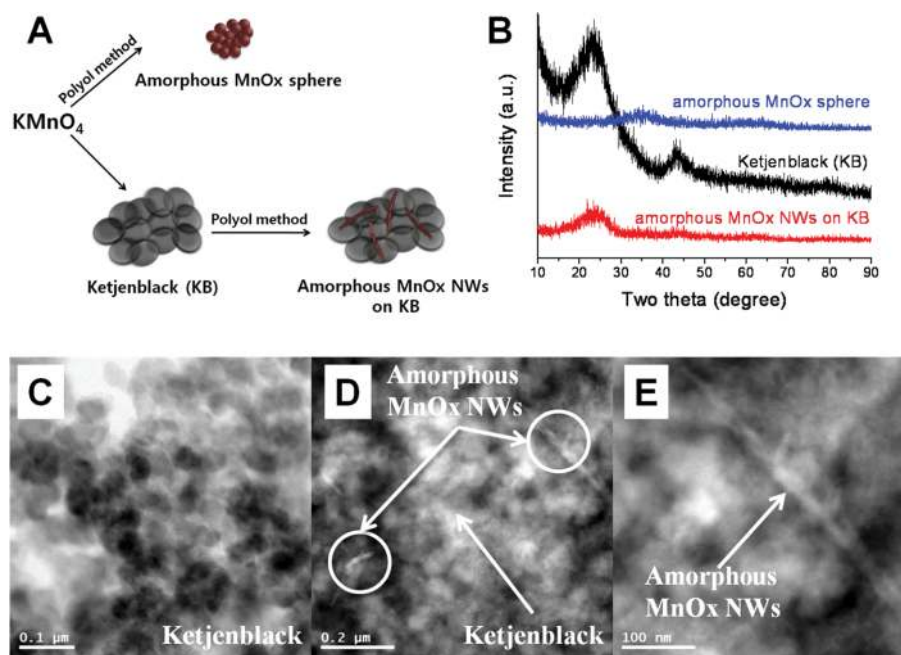 A
Polyol method
Amorphous MnOx sphere
KMnO₄
Polyol method
Ketjenblack (KB)
Amorphous MnOx NWs
on KB
B
Intensity (a.u.)
amorphous MnOx sphere
Ketjenblack (KB)
amorphous MnOx NWs on KB
10 20 30 40 50 60 70 80 90
Two theta (degree)
C
0.1 µm
Ketjenblack
D
Amorphous
MnOx NWs
0.2 µm
Ketjenblack
E
Amorphous
MnOx NWs
100 nm